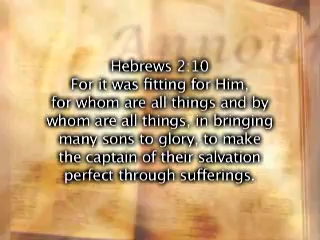 Hebrews 2:10
For it was fitting for Him,
for whom are all things and by
whom are all things, in bringing
many sons to glory, to make
the captain of their salvation
perfect through sufferings.